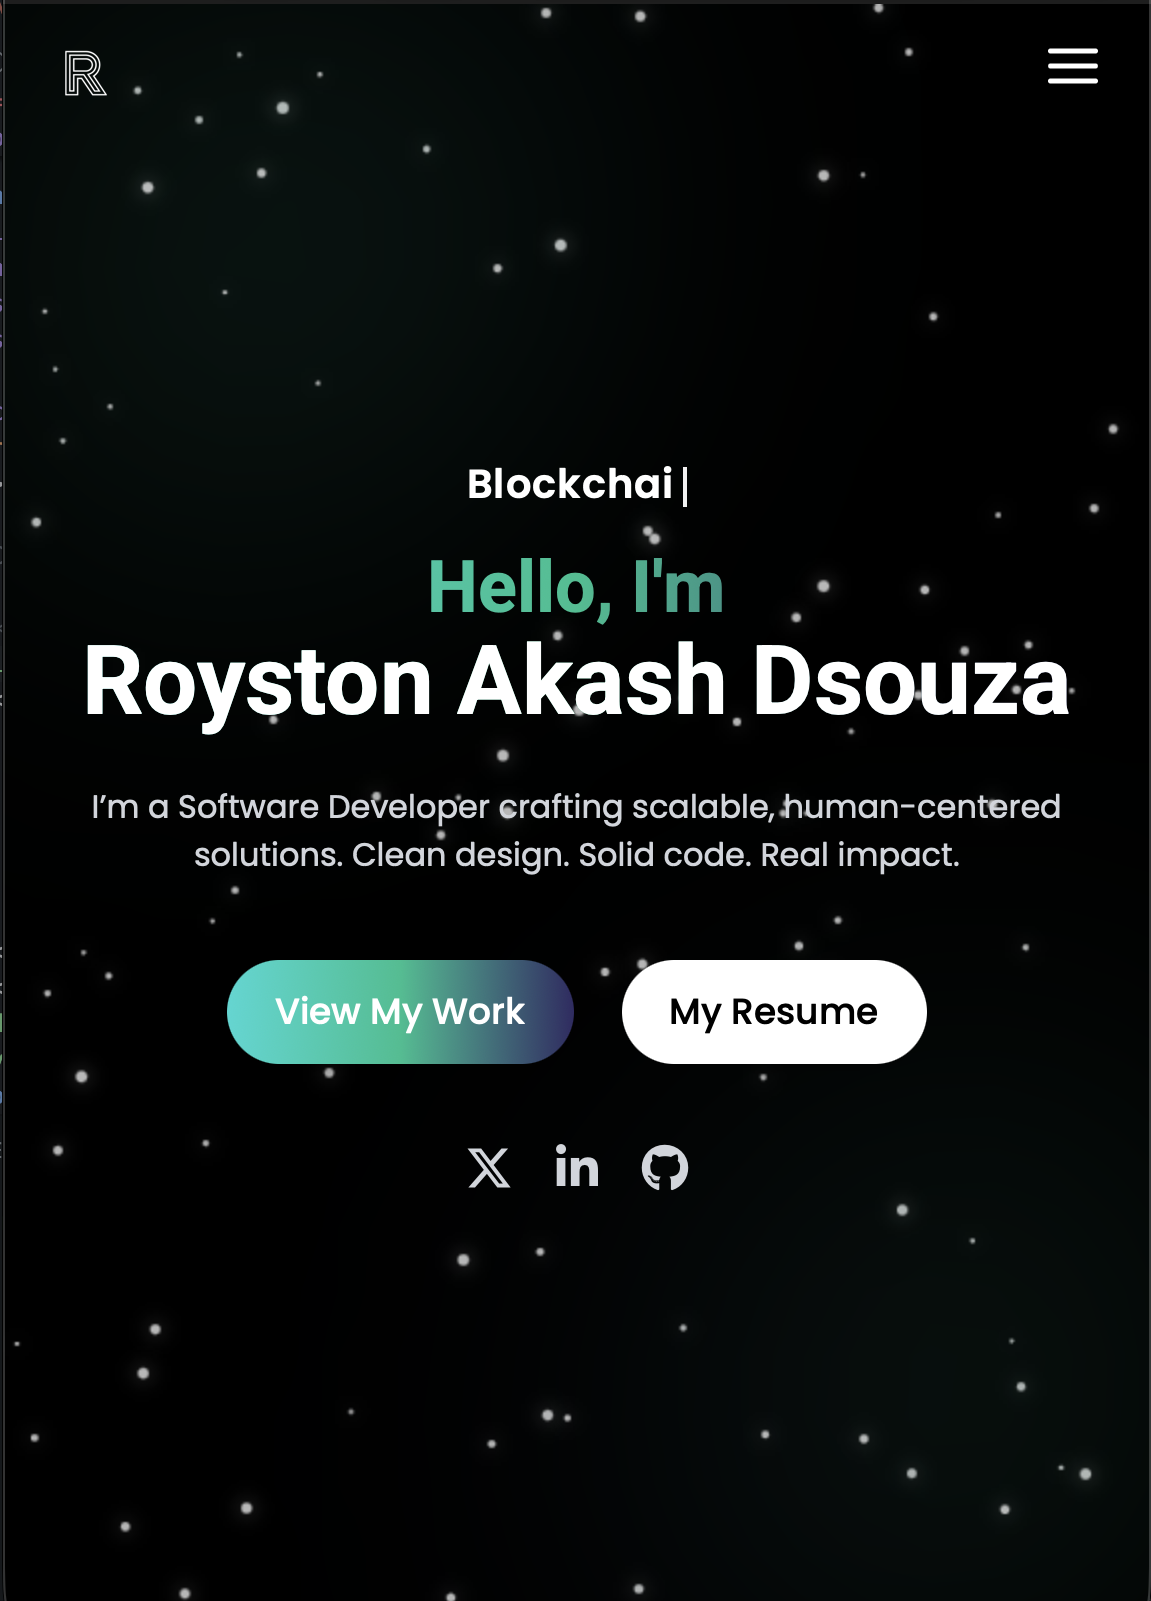 R
Blockchai|
Hello, I'm
Royston Akash Dsouza
I’m a Software Developer crafting scalable, human-centered
solutions. Clean design. Solid code. Real impact.
View My Work
My Resume
X
in